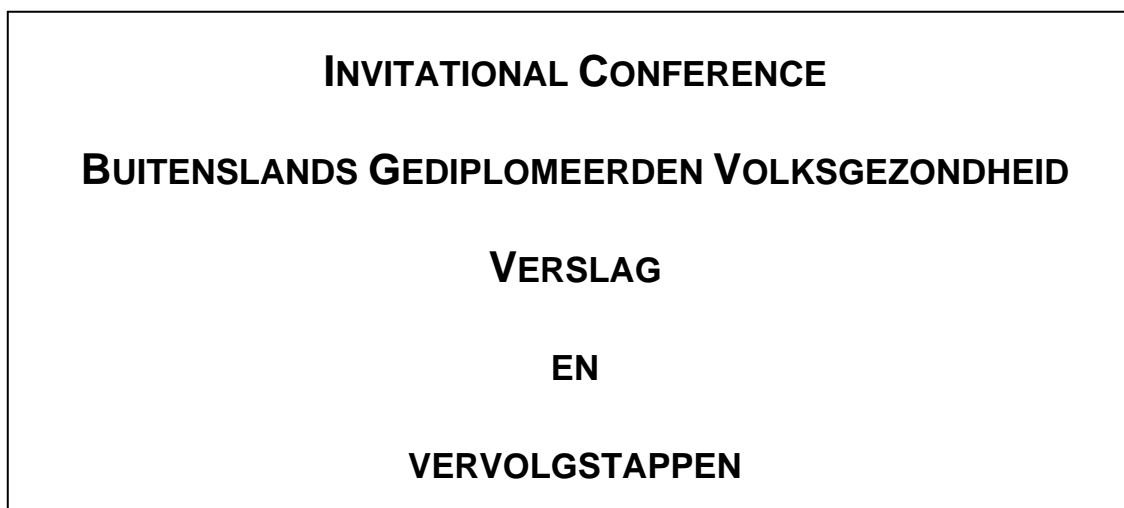 INVITATIONAL CONFERENCE
BUITENSLANDS GEDIPLOMEERDEN VOLKSGEZONDHEID
VERSLAG
EN
VERVOLGSTAPPEN